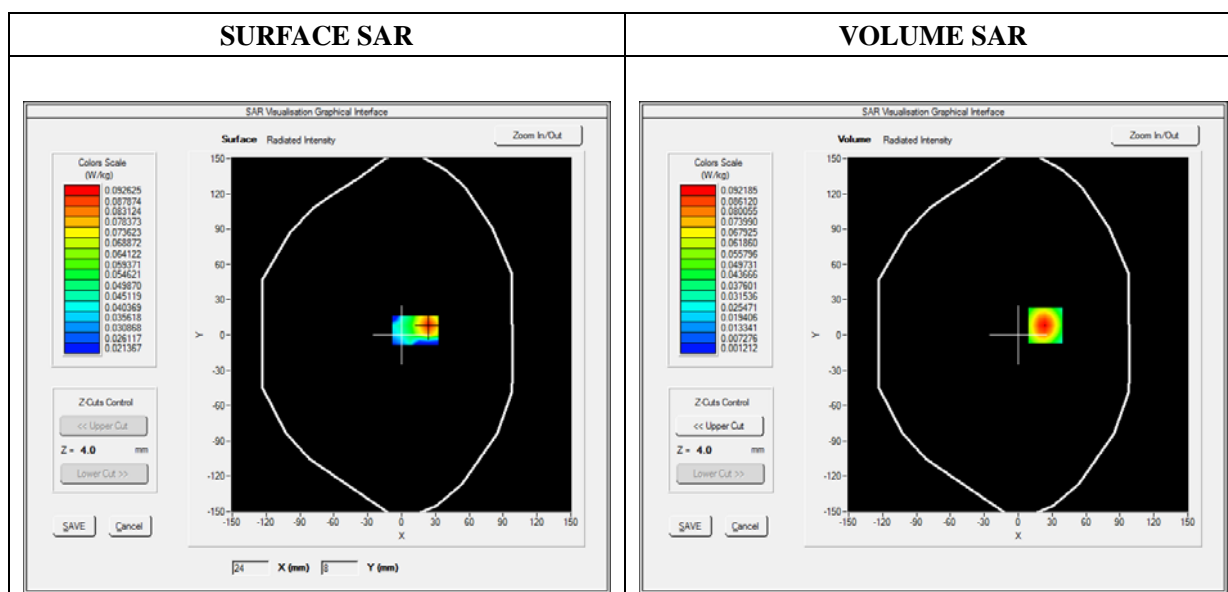 SURFACE SAR
VOLUME SAR
SAR Visualisation Graphical Interface
Surface Radiated Intensity
Zoom In/Out
Colors Scale
(W/kg)
0.092625
0.087874
0.083124
0.078373
0.073623
0.068872
0.064122
0.059371
0.054621
0.049870
0.045119
0.040369
0.035618
0.030868
0.026117
0.021367
Z-Cuts Control
<< Upper Cut
Z = 4.0 mm
Lower Cut >>
SAVE Cancel
150
120
90
60
30
0
-30
-60
-90
-120
-150
Y
-150 -120 -90 -60 -30 0 30 60 90 120 150
X
24 X (mm) 8 Y (mm)
SAR Visualisation Graphical Interface
Volume Radiated Intensity
Zoom In/Out
Colors Scale
(W/kg)
0.092185
0.086120
0.080055
0.073990
0.067925
0.061860
0.055796
0.049731
0.043666
0.037601
0.031536
0.025471
0.019406
0.013341
0.007276
0.001212
Z-Cuts Control
<< Upper Cut
Z = 4.0 mm
Lower Cut >>
SAVE Cancel
150
120
90
60
30
0
-30
-60
-90
-120
-150
Y
-150 -120 -90 -60 -30 0 30 60 90 120 150
X